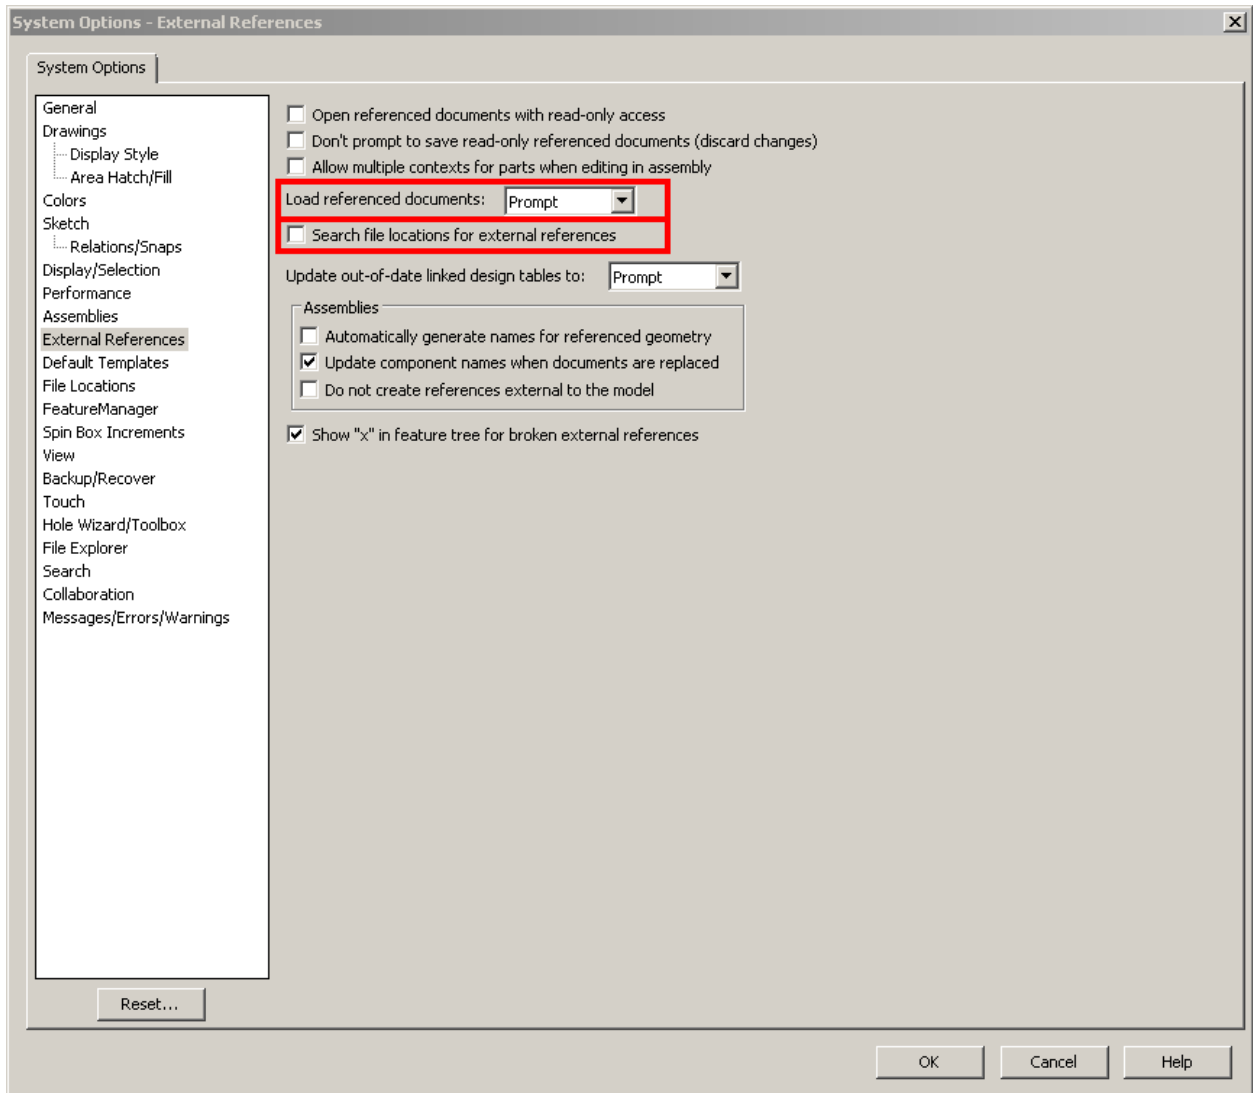 System Options - External References
System Options
General
Drawings
Display Style
Area Hatch/Fill
Colors
Sketch
Relations/Snaps
Display/Selection
Performance
Assemblies
External References
Default Templates
File Locations
FeatureManager
Spin Box Increments
View
Backup/Recover
Touch
Hole Wizard/Toolbox
File Explorer
Search
Collaboration
Messages/Errors/Warnings
Reset...
Open referenced documents with read-only access
Don't prompt to save read-only referenced documents (discard changes)
Allow multiple contexts for parts when editing in assembly
Load referenced documents: Prompt
Search file locations for external references
Update out-of-date linked design tables to: Prompt
Assemblies
Automatically generate names for referenced geometry
Update component names when documents are replaced
Do not create references external to the model
Show "x" in feature tree for broken external references
OK Cancel Help